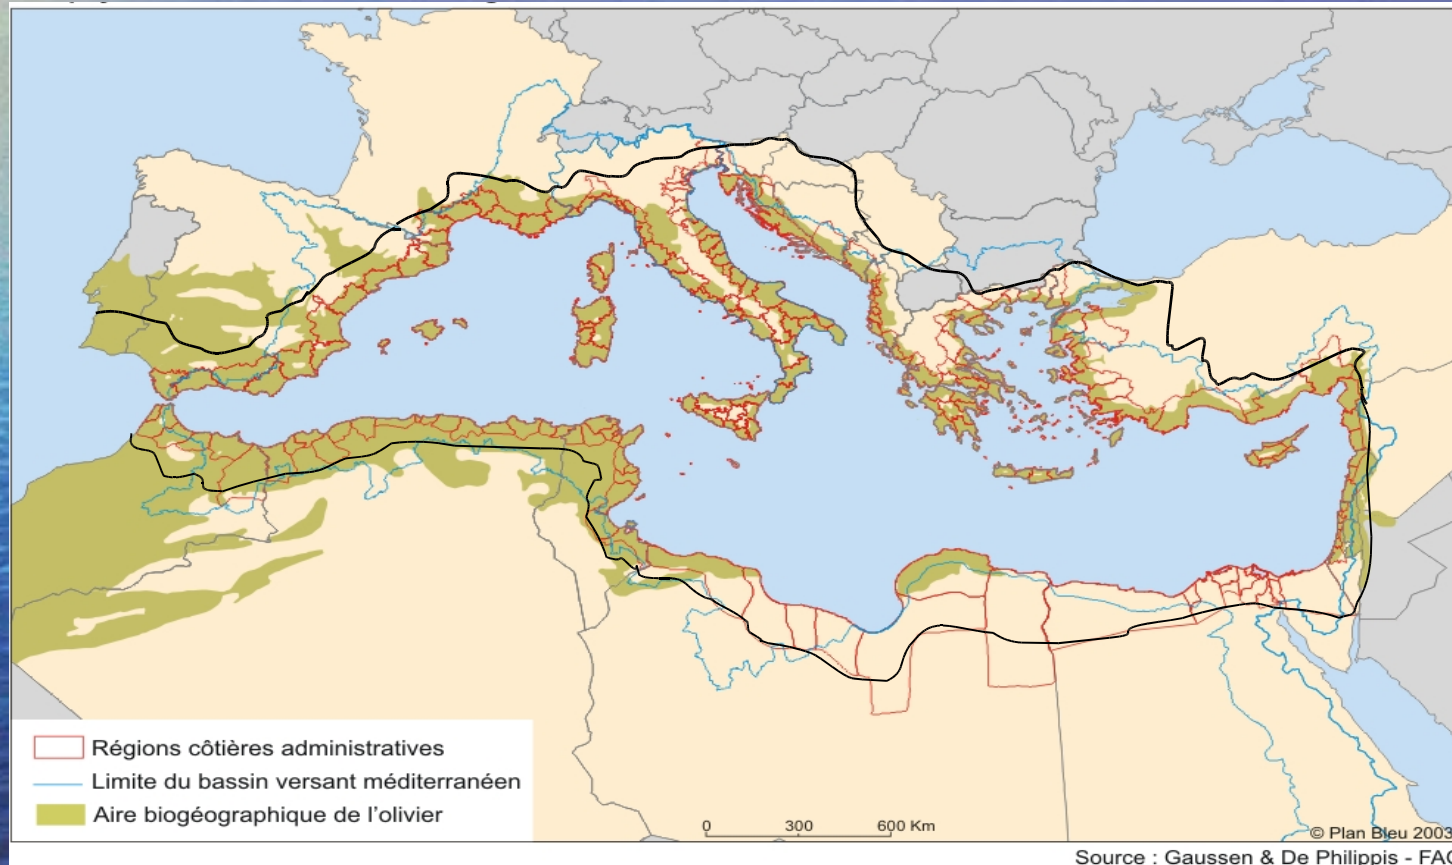 Régions côtières administratives
Limite du bassin versant méditerranéen
Aire biogéographique de l'olivier
0 300 600 Km
© Plan Bleu 2003
Source : Gaussen & De Philippis - FAO